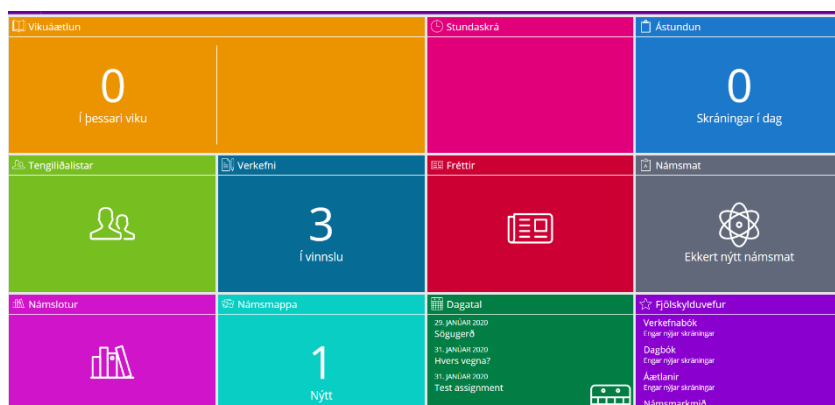 Vikuáætlun
0
Í þessari viku
Stundaskrá
Ástundun
0
Skráningar í dag
Tengiliðalistar
Verkefni
3
Í vinnslu
Fréttir
Námsmat
Ekkert nýtt námsmat
Námslotur
Námsmappa
1
Nýtt
Dagatal
29. JANÚAR 2020
Sögugerð
31. JANÚAR 2020
Hvers vegna?
31. JANÚAR 2020
Test assignment
Fjölskylduvefur
Verkefnabók
Engar nýjar skráningar
Dagbók
Engar nýjar skráningar
Áætlanir
Engar nýjar skráningar
Námsmarkmið